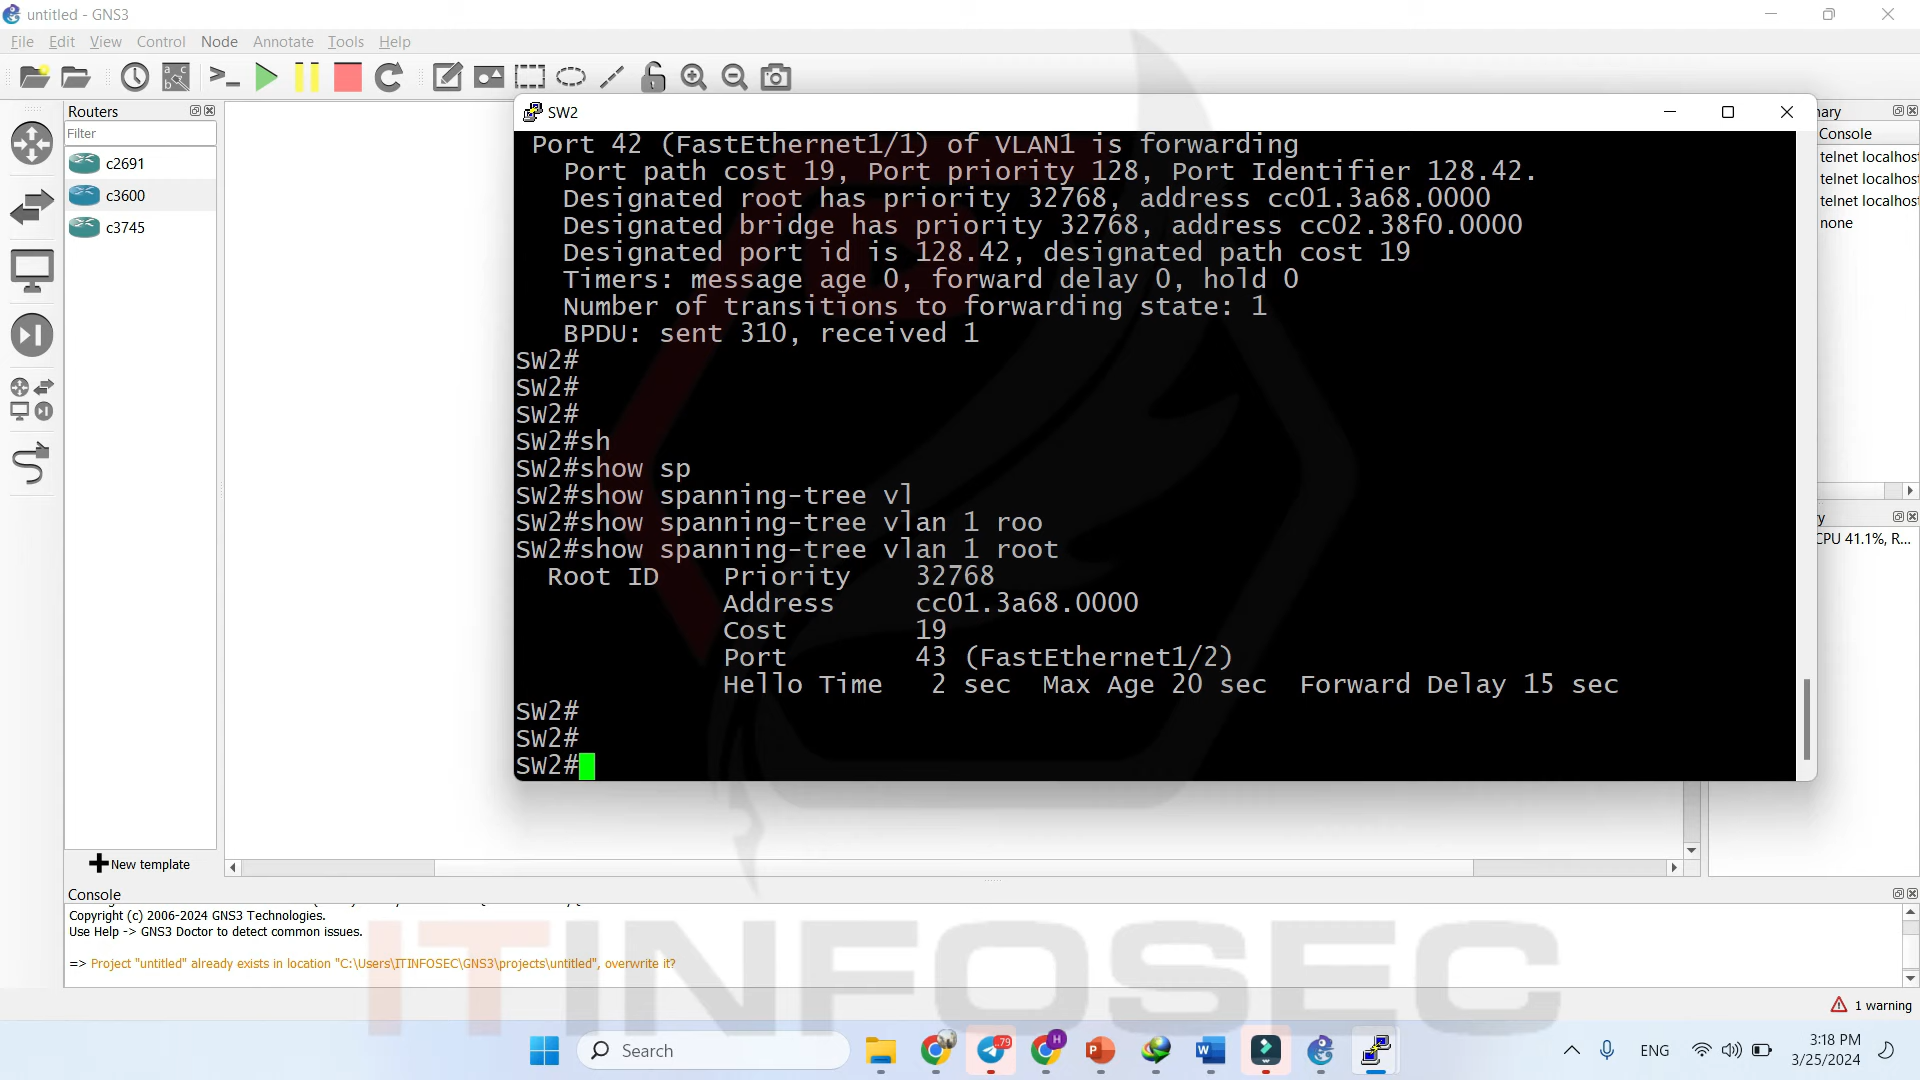 untitled - GNS3
File Edit View Control Node Annotate Tools Help
Routers
Filter
c2691
c3600
c3745
New template
SW2
Port 42 (FastEthernet1/1) of VLAN1 is forwarding
Port path cost 19, Port priority 128, Port Identifier 128.42.
Designated root has priority 32768, address cc01.3a68.0000
Designated bridge has priority 32768, address cc02.38f0.0000
Designated port id is 128.42, designated path cost 19
Timers: message age 0, forward delay 0, hold 0
Number of transitions to forwarding state: 1
BPDU: sent 310, received 1
SW2#
SW2#
SW2#
SW2#sh
SW2#show sp
SW2#show spanning-tree vl
SW2#show spanning-tree vlan 1 roo
SW2#show spanning-tree vlan 1 root
Root ID Priority 32768
Address cc01.3a68.0000
Cost 19
Port 43 (FastEthernet1/2)
Hello Time 2 sec Max Age 20 sec Forward Delay 15 sec
SW2#
SW2#
SW2#
mary
Console
telnet localhost
telnet localhost
telnet localhost
none
y
CPU 41.1%, R...
Console
Copyright (c) 2006-2024 GNS3 Technologies.
Use Help -> GNS3 Doctor to detect common issues.
=> Project "untitled" already exists in location "C:\Users\ITINFOSEC\GNS3\projects\untitled", overwrite it?
ITINFOSEC
1 warning
Search
..79
H
ENG
3:18 PM
3/25/2024